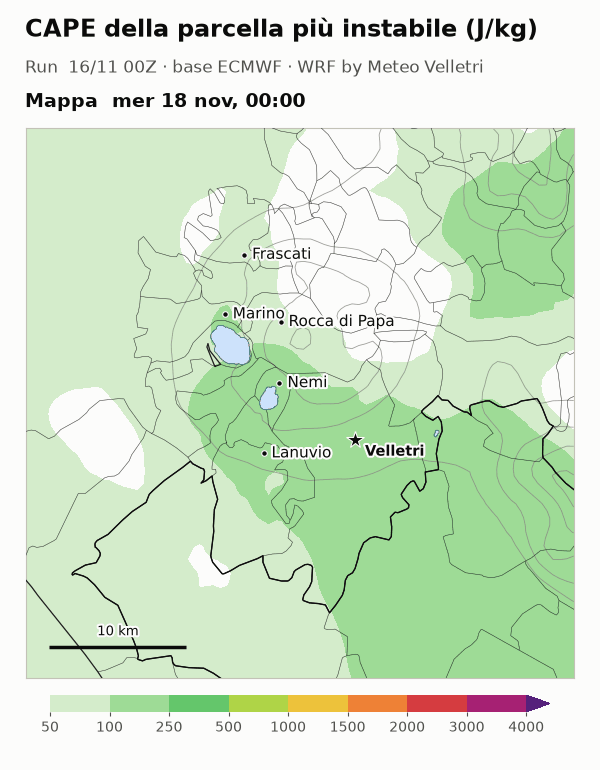 CAPE della parcella più instabile (J/kg)
Run  16/11 00Z · base ECMWF · WRF by Meteo Velletri
Mappa  mer 18 nov, 00:00
Frascati
Marino
Rocca di Papa
Nemi
Velletri
Lanuvio
10 km
50 100 250 500 1000 1500 2000 3000 4000